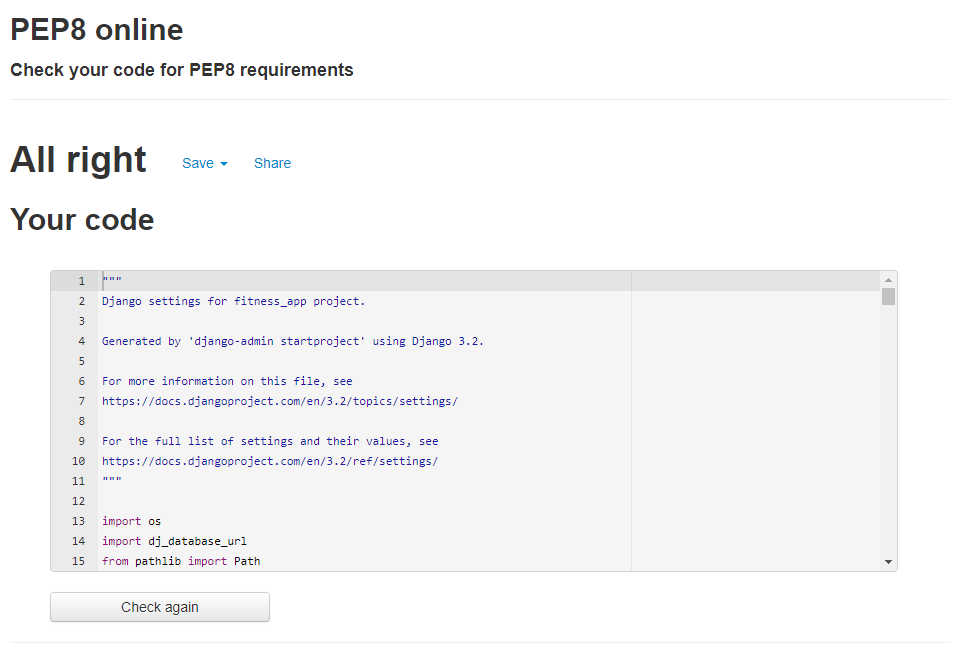 PEP8 online
Check your code for PEP8 requirements
All right Save Share
Your code
1 """
2 Django settings for fitness_app project.
3
4 Generated by 'django-admin startproject' using Django 3.2.
5
6 For more information on this file, see
7 https://docs.djangoproject.com/en/3.2/topics/settings/
8
9 For the full list of settings and their values, see
10 https://docs.djangoproject.com/en/3.2/ref/settings/
11 """
12
13 import os
14 import dj_database_url
15 from pathlib import Path
Check again